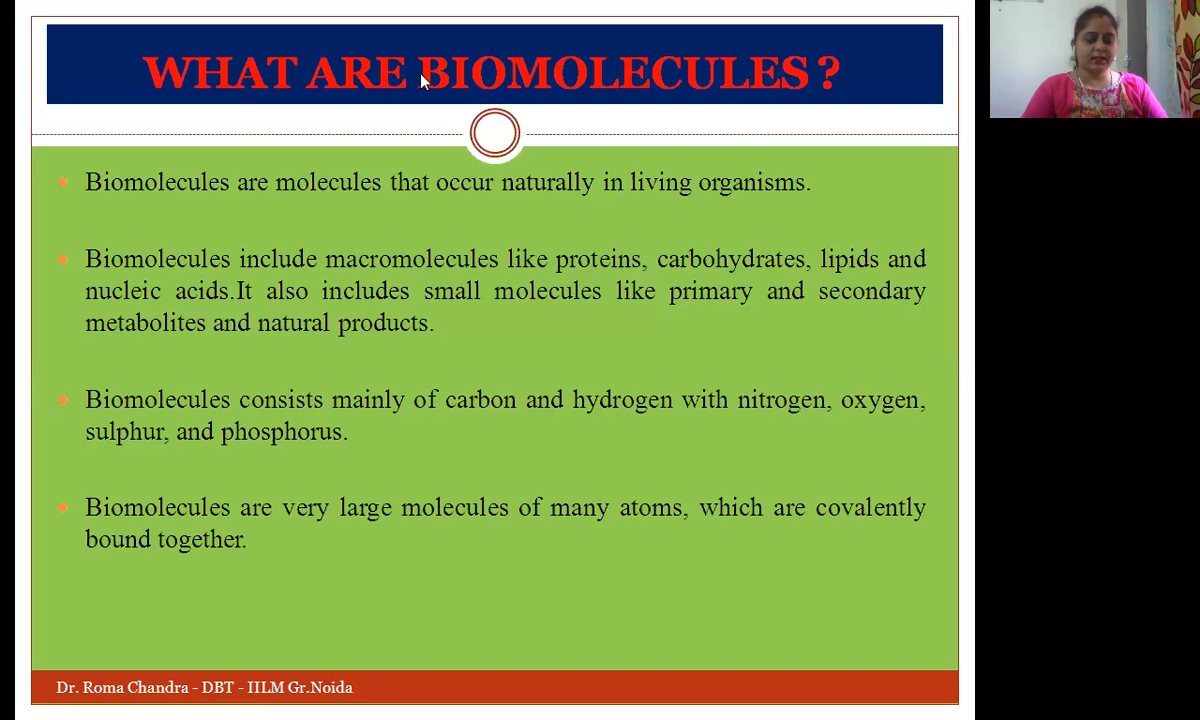 WHAT ARE BIOMOLECULES ?
Biomolecules are molecules that occur naturally in living organisms.
Biomolecules include macromolecules like proteins, carbohydrates, lipids and
nucleic acids.It also includes small molecules like primary and secondary
metabolites and natural products.
Biomolecules consists mainly of carbon and hydrogen with nitrogen, oxygen,
sulphur, and phosphorus.
Biomolecules are very large molecules of many atoms, which are covalently
bound together.
Dr. Roma Chandra - DBT - IILM Gr.Noida